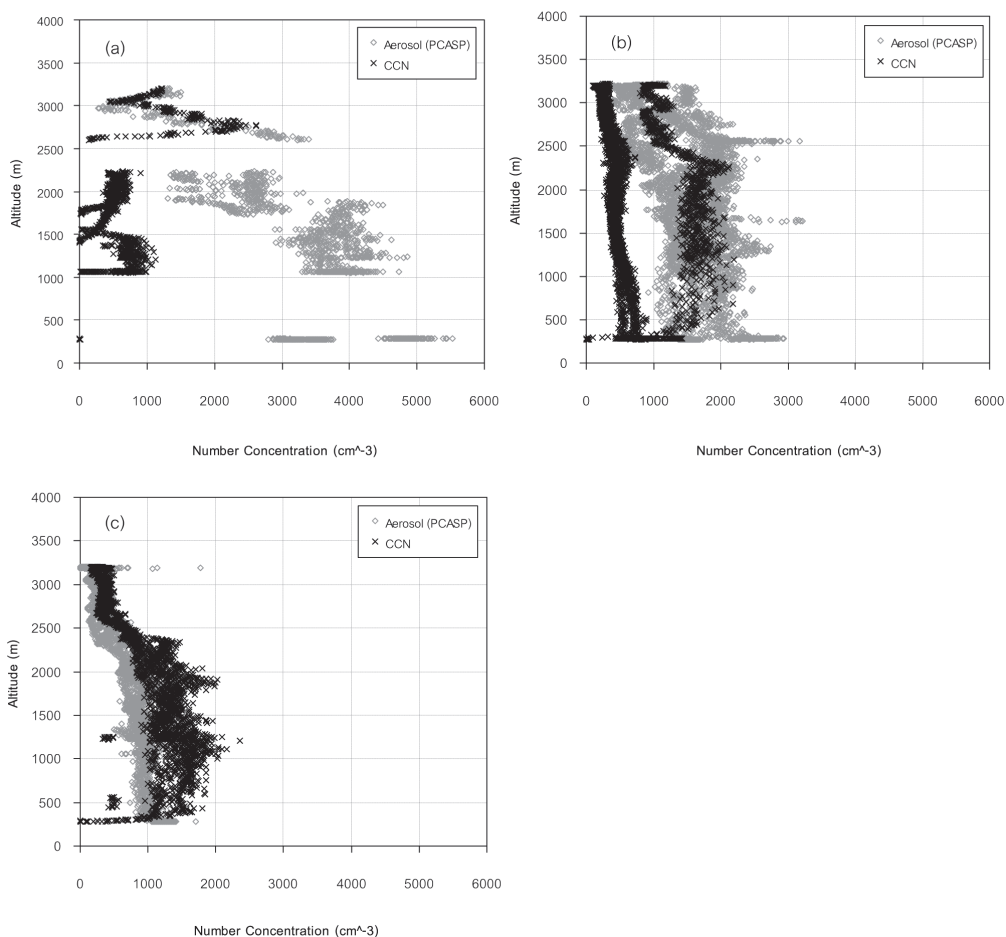 (a)
Aerosol (PCASP)
CCN
4000
3500
3000
2500
2000
1500
1000
500
0
Altitude (m)
0 1000 2000 3000 4000 5000 6000
Number Concentration (cm^-3)
(b)
Aerosol (PCASP)
CCN
4000
3500
3000
2500
2000
1500
1000
500
0
Altitude (m)
0 1000 2000 3000 4000 5000 6000
Number Concentration (cm^-3)
(c)
Aerosol (PCASP)
CCN
4000
3500
3000
2500
2000
1500
1000
500
0
Altitude (m)
0 1000 2000 3000 4000 5000 6000
Number Concentration (cm^-3)